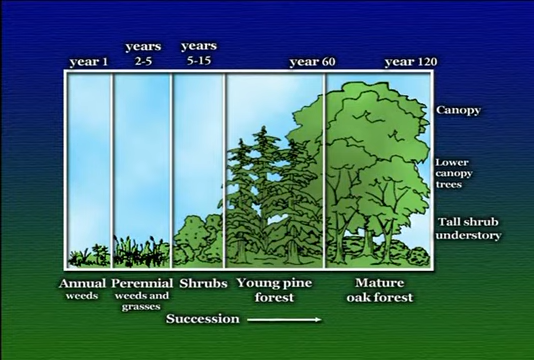 year 1
years
2-5
years
5-15
year 60
year 120
Canopy
Lower
canopy
trees
Tall shrub
understory
Annual
weeds
Perennial
weeds and
grasses
Shrubs
Young pine
forest
Mature
oak forest
Succession